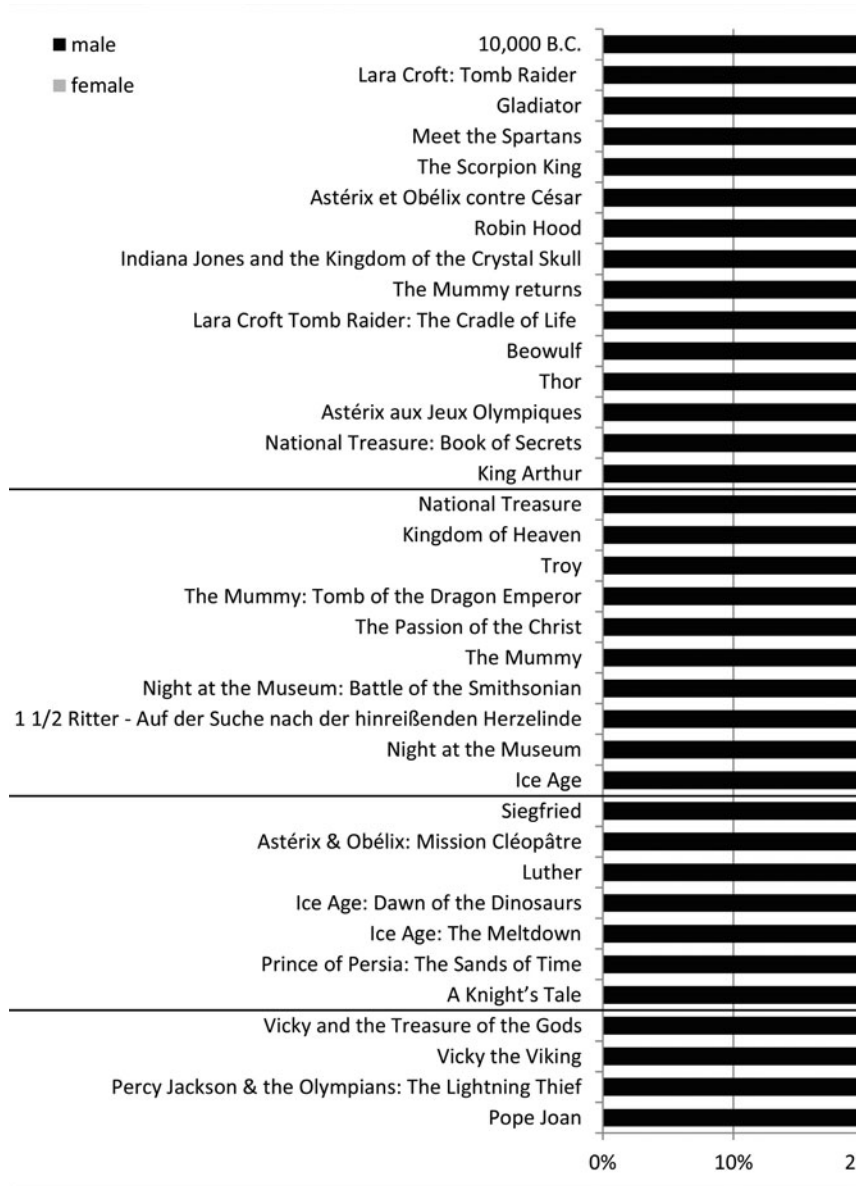 male
female
10,000 B.C.
Lara Croft: Tomb Raider
Gladiator
Meet the Spartans
The Scorpion King
Astérix et Obélix contre César
Robin Hood
Indiana Jones and the Kingdom of the Crystal Skull
The Mummy returns
Lara Croft Tomb Raider: The Cradle of Life
Beowulf
Thor
Astérix aux Jeux Olympiques
National Treasure: Book of Secrets
King Arthur
National Treasure
Kingdom of Heaven
Troy
The Mummy: Tomb of the Dragon Emperor
The Passion of the Christ
The Mummy
Night at the Museum: Battle of the Smithsonian
1 1/2 Ritter - Auf der Suche nach der hinreißenden Herzelinde
Night at the Museum
Ice Age
Siegfried
Astérix & Obélix: Mission Cléopâtre
Luther
Ice Age: Dawn of the Dinosaurs
Ice Age: The Meltdown
Prince of Persia: The Sands of Time
A Knight’s Tale
Vicky and the Treasure of the Gods
Vicky the Viking
Percy Jackson & the Olympians: The Lightning Thief
Pope Joan
0% 10% 2